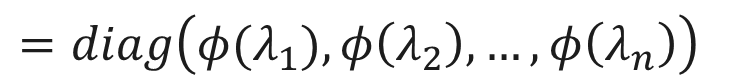 = diag(ϕ(λ₁), ϕ(λ₂), …, ϕ(λₙ))